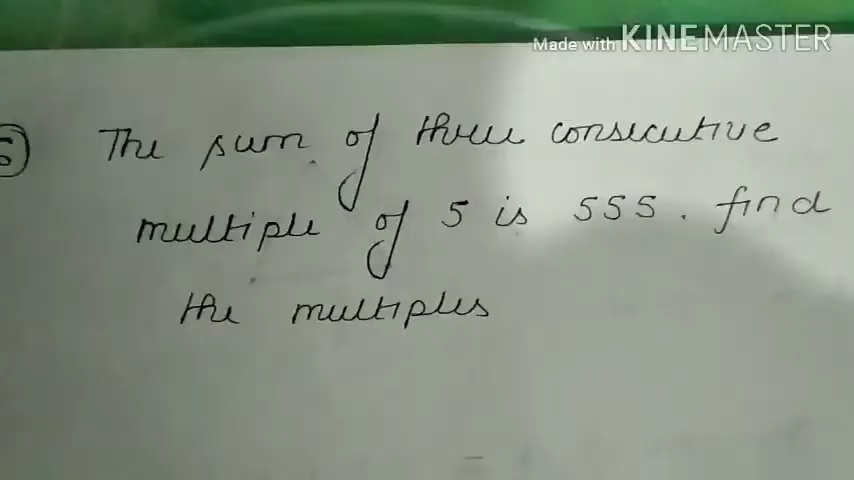 Made with KINEMASTER
5) The sum of three consecutive
multiple of 5 is 555. find
the multiples